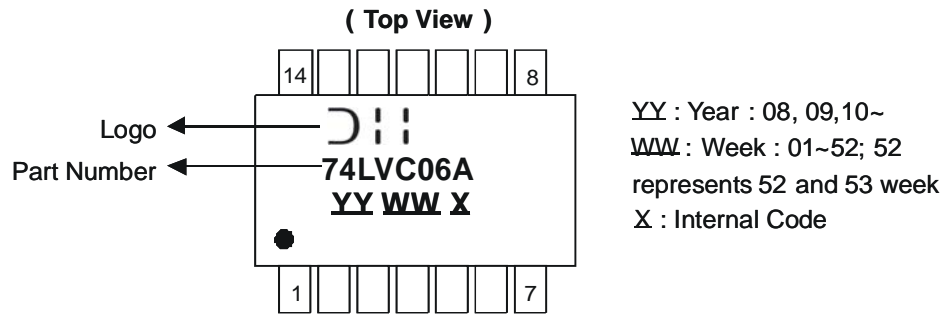 ( Top View )
14
8
Logo
74LVC06A
Part Number
YY WW X
1
7
YY : Year : 08, 09,10~
WW : Week : 01~52; 52
represents 52 and 53 week
X : Internal Code